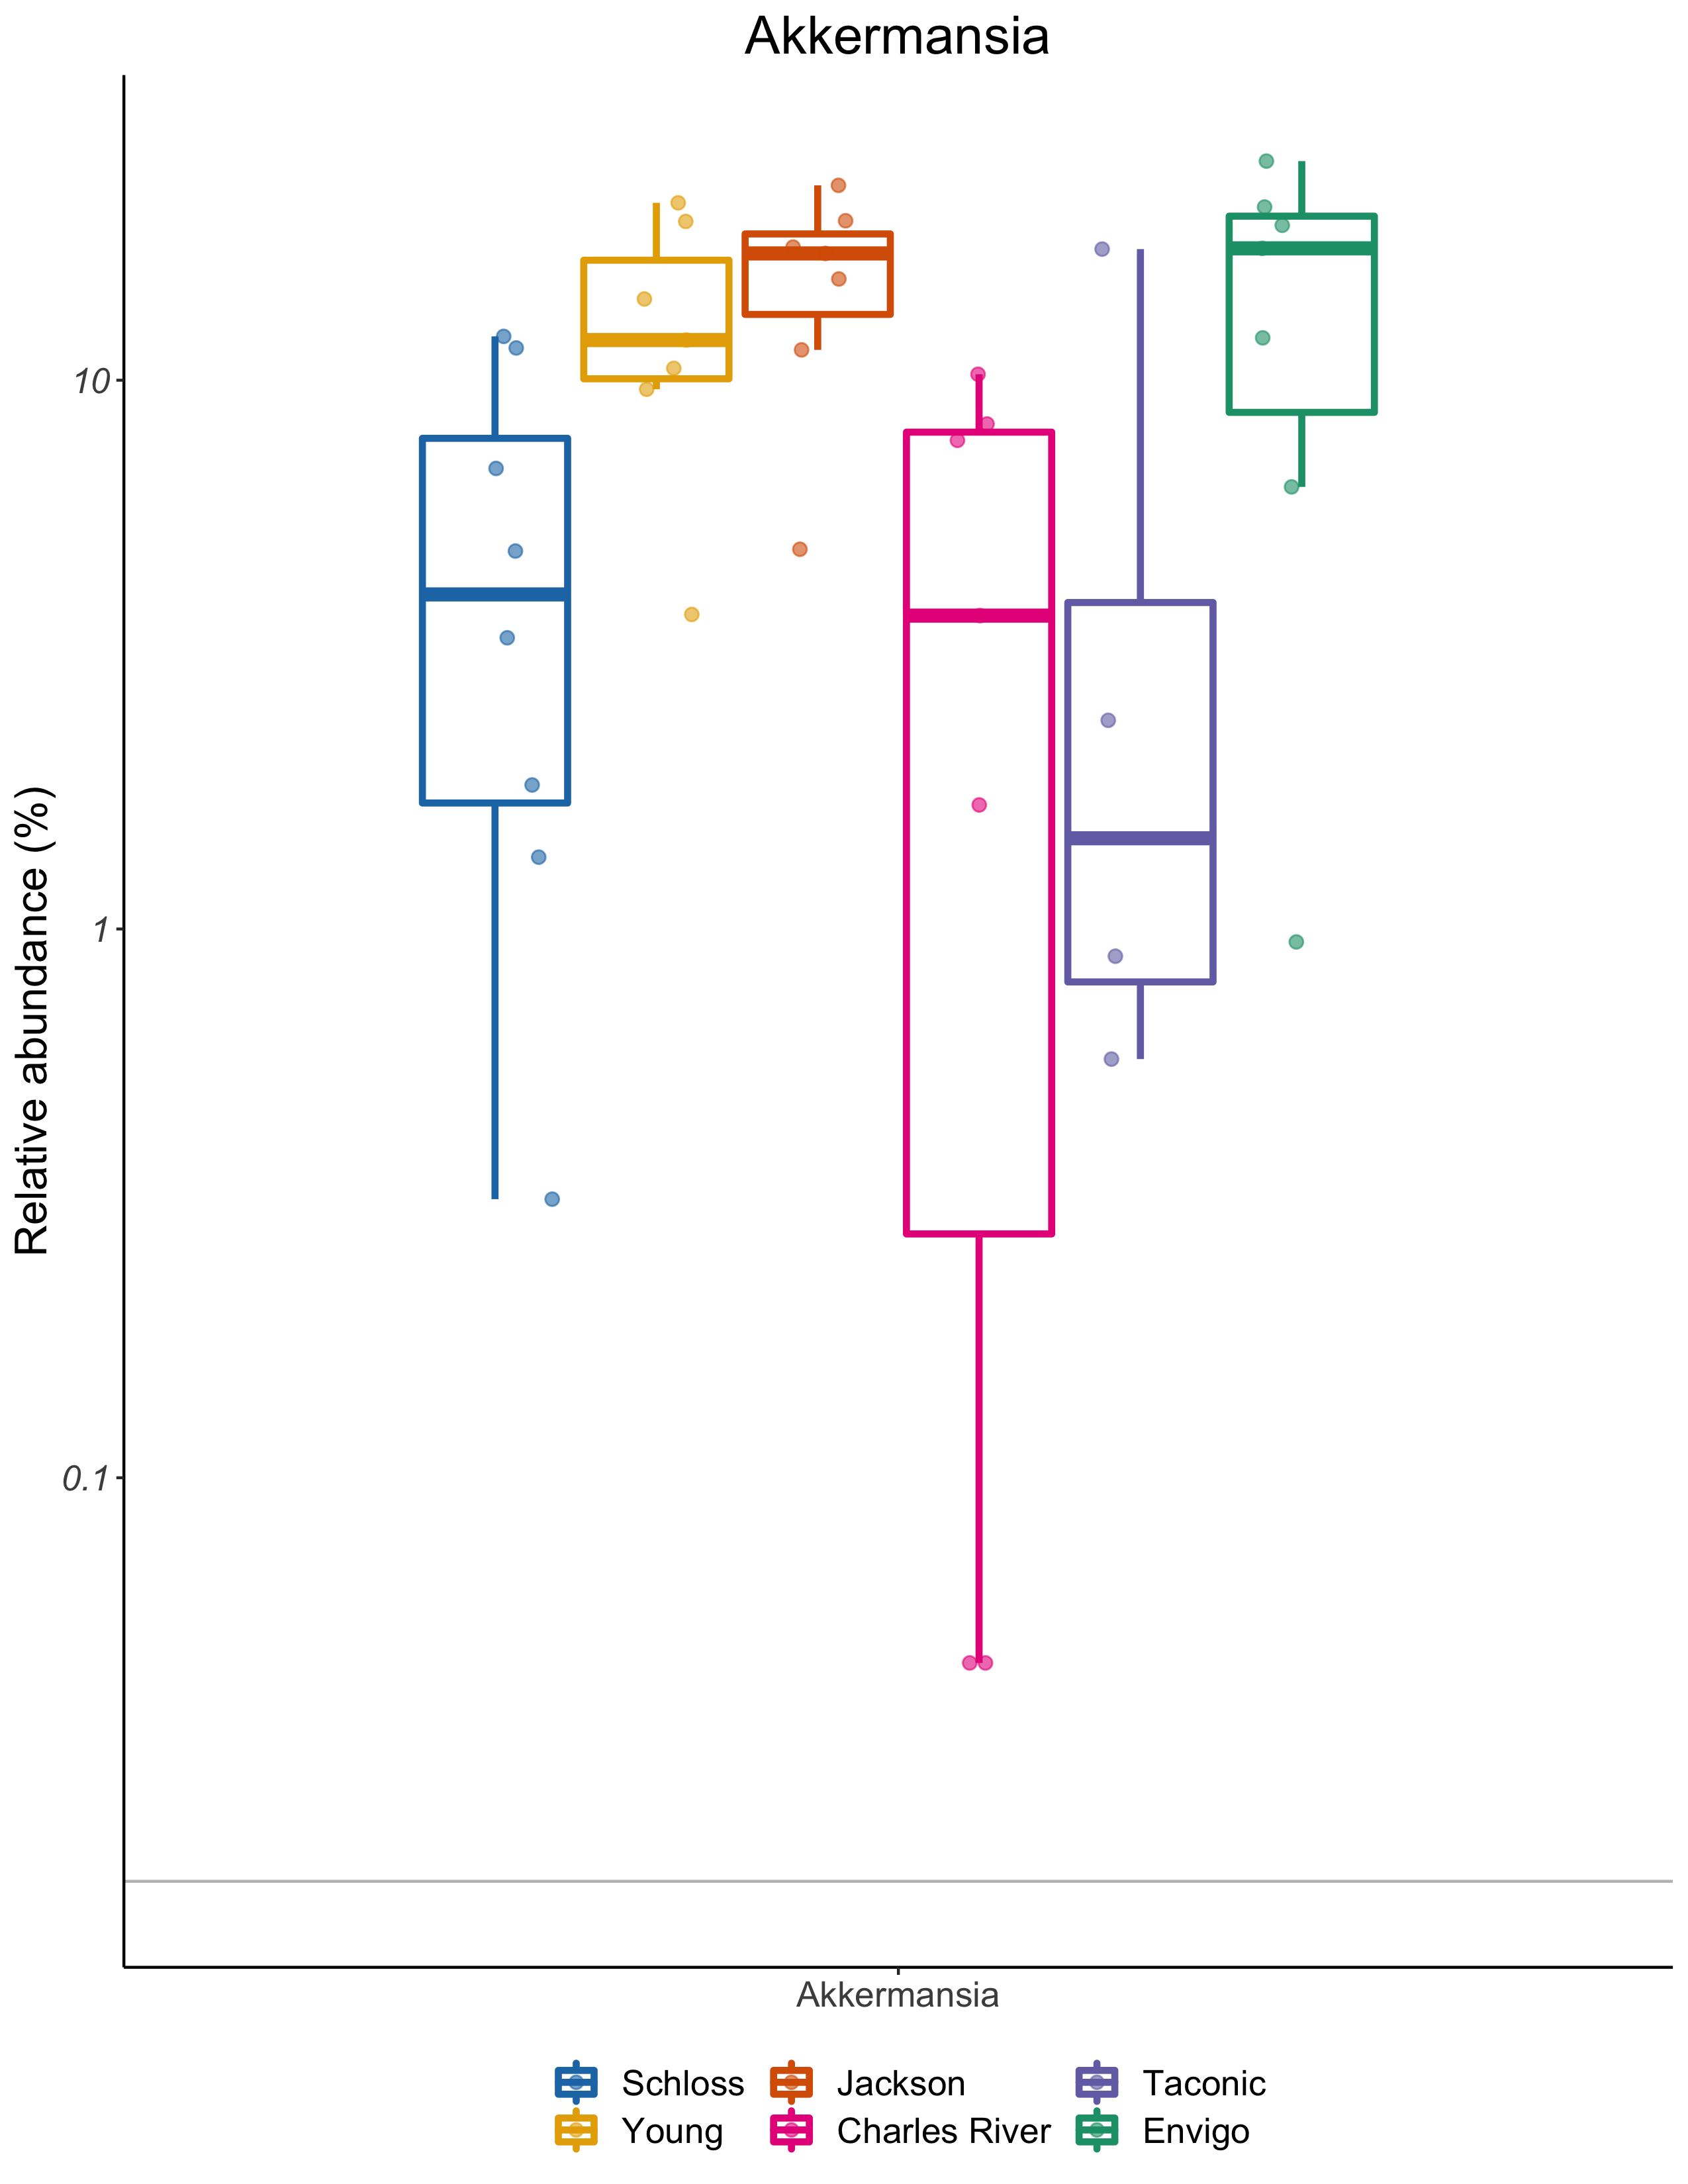 Akkermansia
Relative abundance (%)
10
1
0.1
Akkermansia
Schloss
Jackson
Taconic
Young
Charles River
Envigo